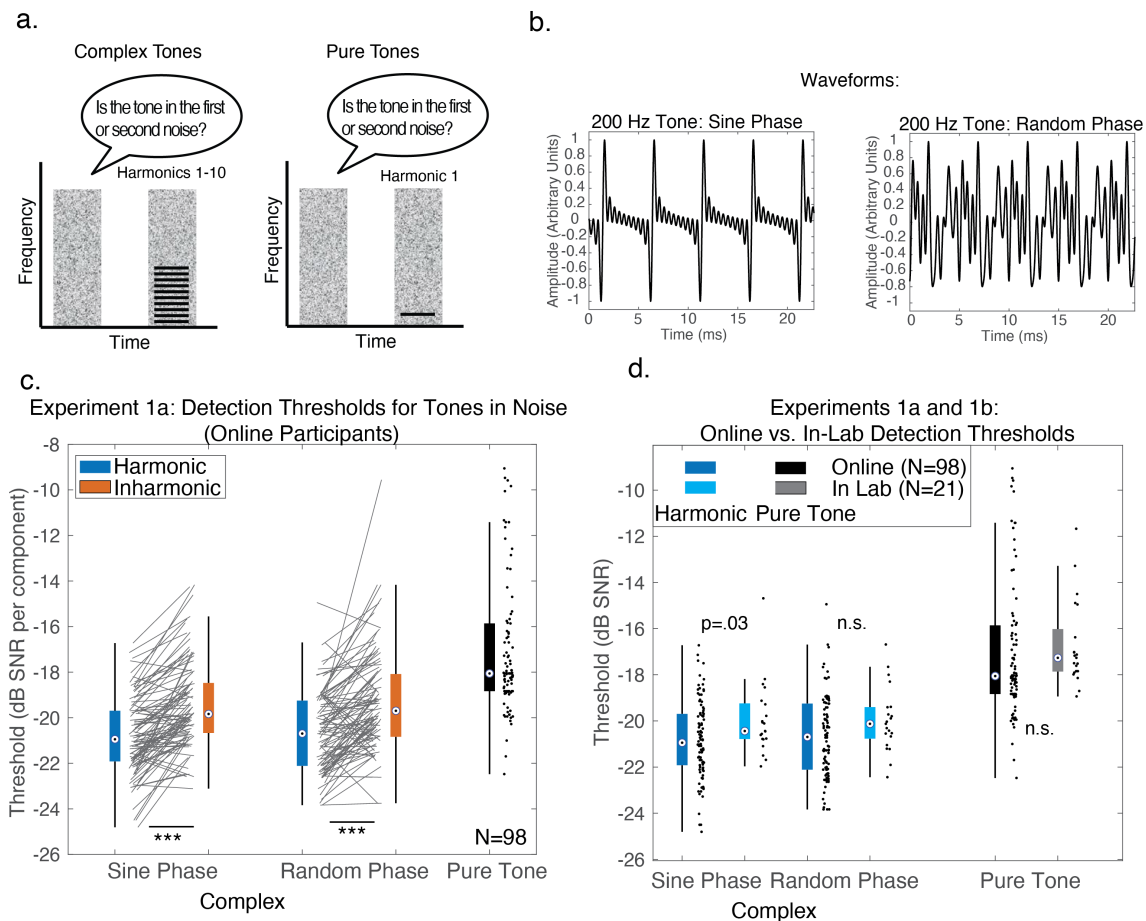 a.
Complex Tones
Pure Tones
Is the tone in the first
or second noise?
Is the tone in the first
or second noise?
Harmonics 1-10
Harmonic 1
Frequency
Time
Frequency
Time
b.
Waveforms:
200 Hz Tone: Sine Phase
Amplitude (Arbitrary Units)
1
0.8
0.6
0.4
0.2
0
-0.2
-0.4
-0.6
-0.8
-1
0 5 10 15 20
Time (ms)
200 Hz Tone: Random Phase
Amplitude (Arbitrary Units)
1
0.8
0.6
0.4
0.2
0
-0.2
-0.4
-0.6
-0.8
-1
0 5 10 15 20
Time (ms)
c.
Experiment 1a: Detection Thresholds for Tones in Noise
(Online Participants)
Harmonic
Inharmonic
Threshold (dB SNR per component)
-8
-10
-12
-14
-16
-18
-20
-22
-24
-26
*** ***
N=98
Sine Phase Random Phase Pure Tone
Complex
d.
Experiments 1a and 1b:
Online vs. In-Lab Detection Thresholds
Online (N=98)
In Lab (N=21)
Harmonic Pure Tone
Threshold (dB SNR)
-10
-12
-14
-16
-18
-20
-22
-24
-26
p=.03
n.s.
n.s.
Sine Phase Random Phase Pure Tone
Complex